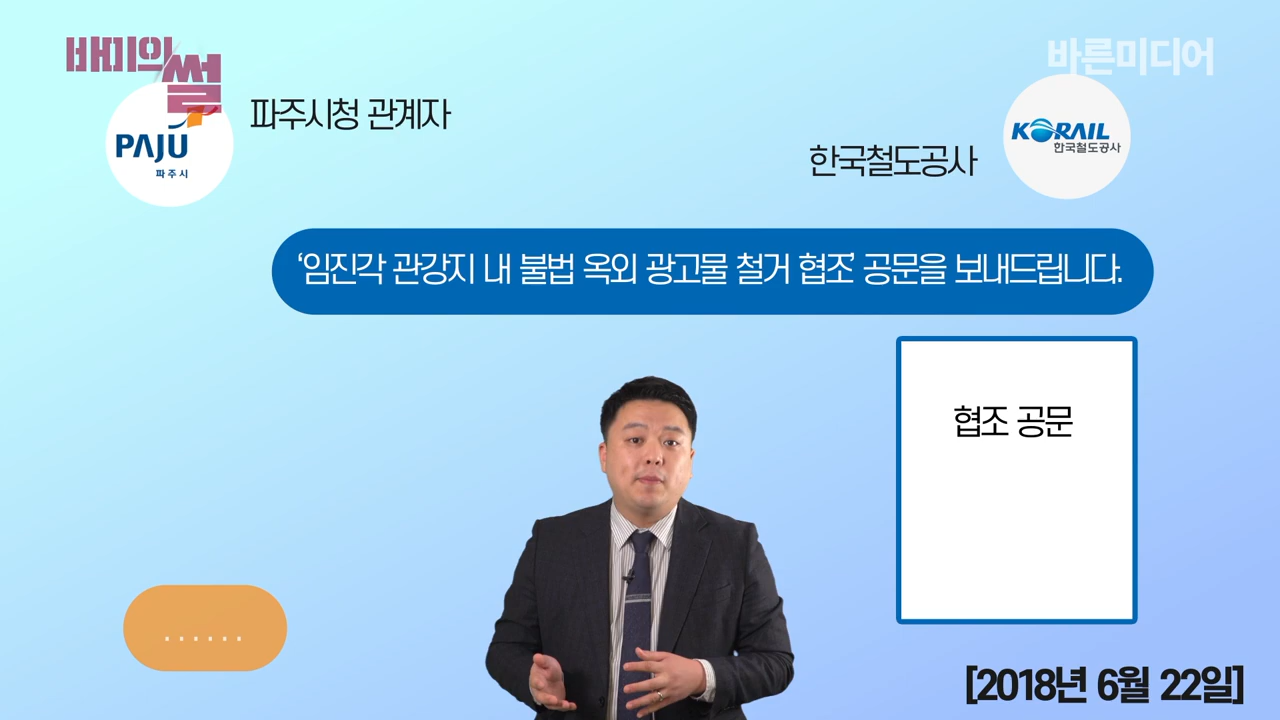 배미의
썰
바른미디어
PAJU
파주시
파주시청 관계자
KORAIL
한국철도공사
한국철도공사
‘임진각 관강지 내 불법 옥외 광고물 철거 협조’ 공문을 보내드립니다.
협조 공문
......
[2018년 6월 22일]